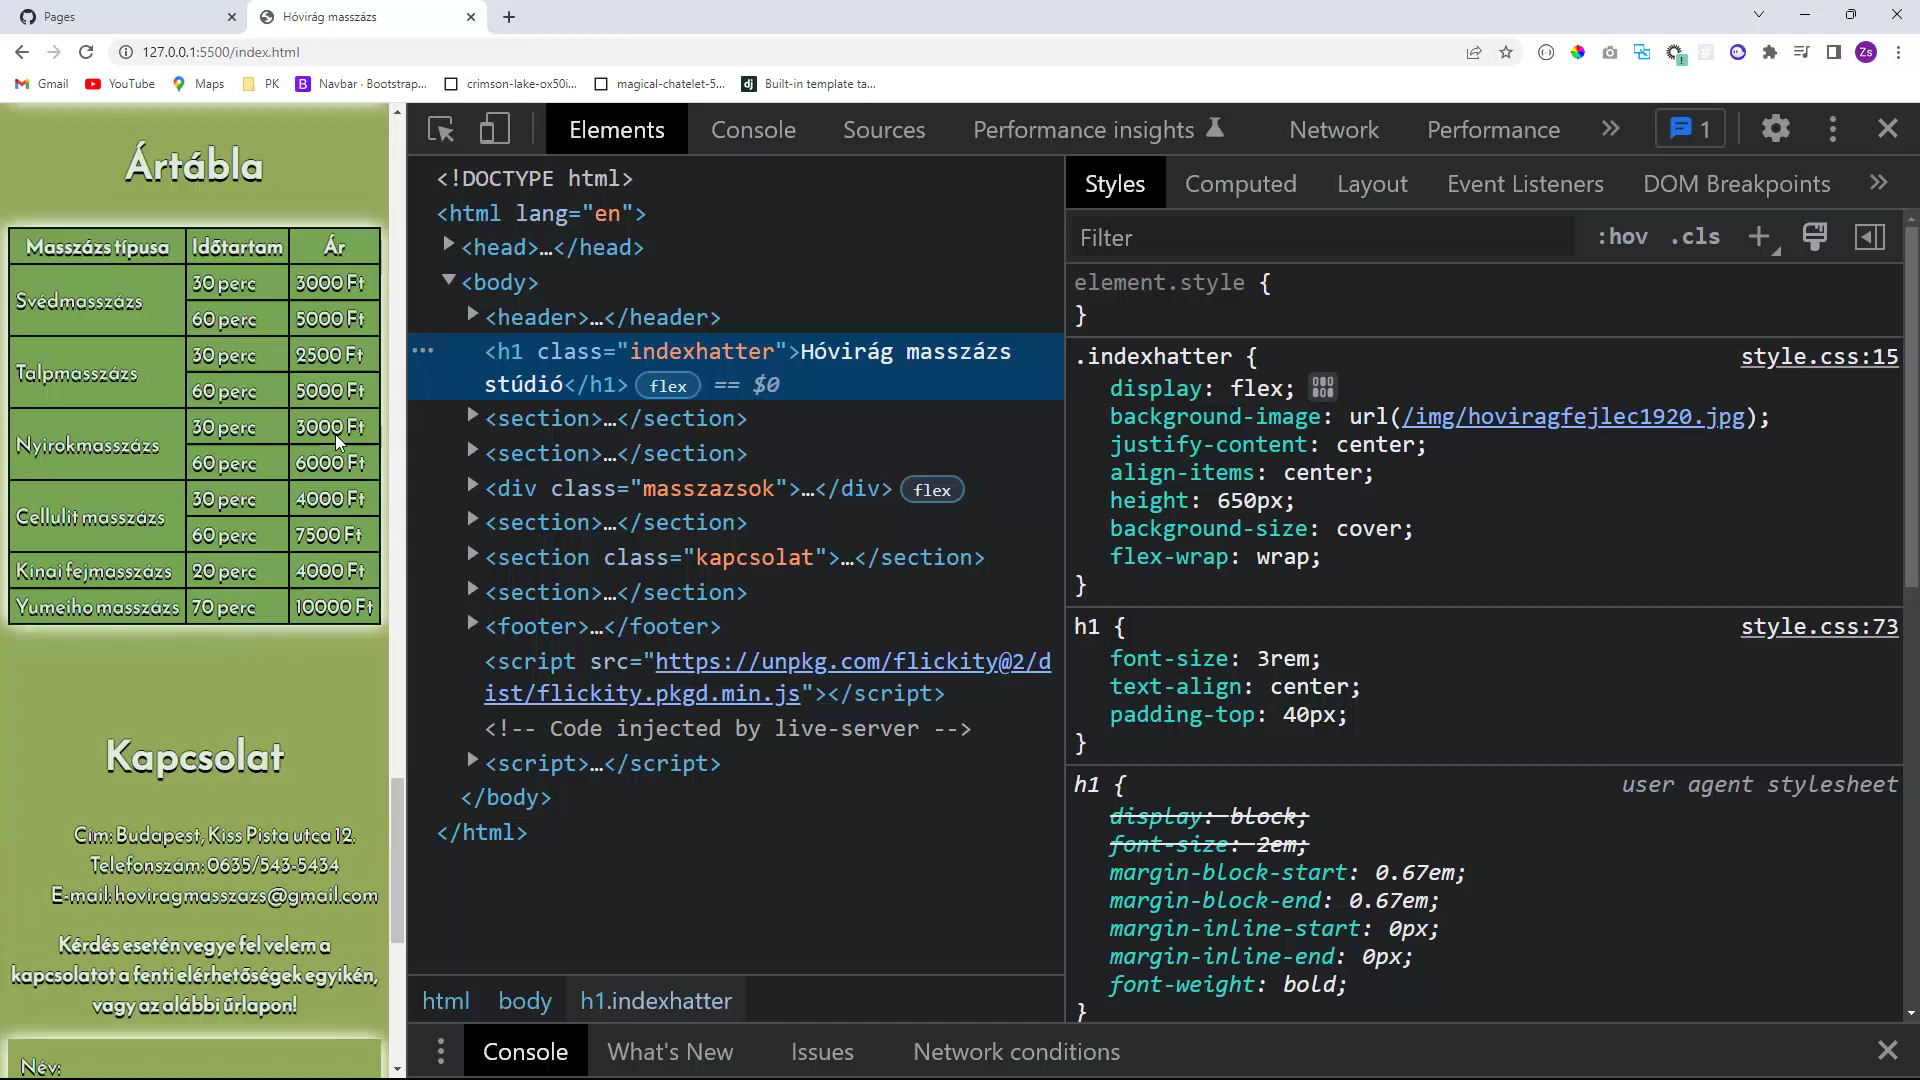 Pages
Hóvirág masszázs
127.0.0.1:5500/index.html
Zs
Gmail
YouTube
Maps
PK
Navbar · Bootstrap...
crimson-lake-ox50i...
magical-chatelet-5...
Built-in template ta...
Ártábla
Masszázs típusa Időtartam Ár
Svédmasszázs
30 perc 3000 Ft
60 perc 5000 Ft
Talpmasszázs
30 perc 2500 Ft
60 perc 5000 Ft
Nyirokmasszázs
30 perc 3000 Ft
60 perc 6000 Ft
Cellulit masszázs
30 perc 4000 Ft
60 perc 7500 Ft
Kínai fejmasszázs 20 perc 4000 Ft
Yumeiho masszázs 70 perc 10000 Ft
Kapcsolat
Cím: Budapest, Kiss Pista utca 12.
Telefonszám: 0635/543-5434
E-mail: hoviragmasszazs@gmail.com
Kérdés esetén vegye fel velem a
kapcsolatot a fenti elérhetőségek egyikén,
vagy az alábbi űrlapon!
Név:
Elements Console Sources Performance insights Network Performance » 1
<!DOCTYPE html>
<html lang="en">
<head>…</head>
<body>
<header>…</header>
<h1 class="indexhatter">Hóvirág masszázs
stúdió</h1> flex == $0
<section>…</section>
<section>…</section>
<div class="masszazsok">…</div> flex
<section>…</section>
<section class="kapcsolat">…</section>
<section>…</section>
<footer>…</footer>
<script src="https://unpkg.com/flickity@2/d
ist/flickity.pkgd.min.js"></script>
<!-- Code injected by live-server -->
<script>…</script>
</body>
</html>
html body h1.indexhatter
Styles Computed Layout Event Listeners DOM Breakpoints »
Filter :hov .cls +
element.style {
}
.indexhatter { style.css:15
display: flex;
background-image: url(/img/hoviragfejlec1920.jpg);
justify-content: center;
align-items: center;
height: 650px;
background-size: cover;
flex-wrap: wrap;
}
h1 { style.css:73
font-size: 3rem;
text-align: center;
padding-top: 40px;
}
h1 { user agent stylesheet
display: block;
font-size: 2em;
margin-block-start: 0.67em;
margin-block-end: 0.67em;
margin-inline-start: 0px;
margin-inline-end: 0px;
font-weight: bold;
}
Console What's New Issues Network conditions